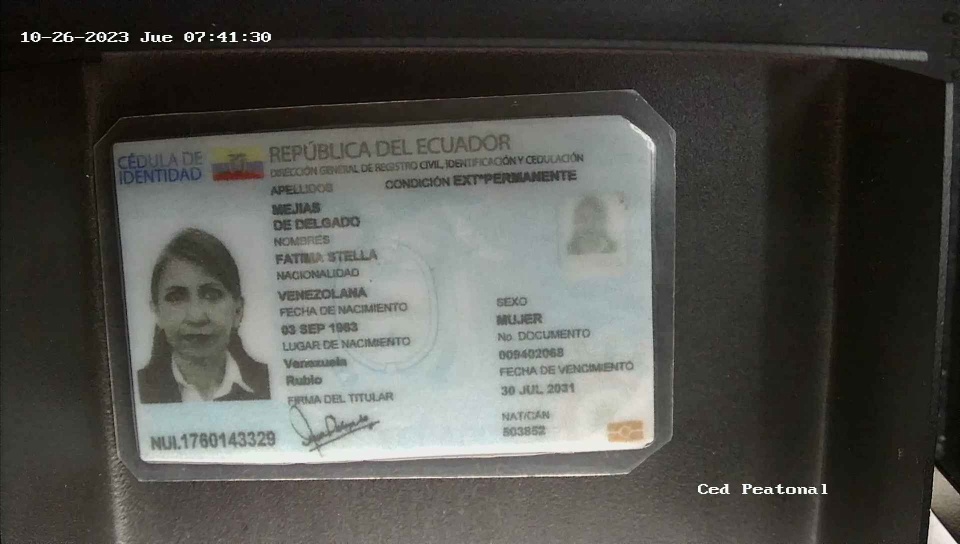 10-26-2023 Jue 07:41:30
CÉDULA DE IDENTIDAD
REPÚBLICA DEL ECUADOR
DIRECCIÓN GENERAL DE REGISTRO CIVIL, IDENTIFICACIÓN Y CEDULACIÓN
APELLIDOS
CONDICIÓN EXT*PERMANENTE
MEJIAS
DE DELGADO
NOMBRES
FATIMA STELLA
NACIONALIDAD
VENEZOLANA
FECHA DE NACIMIENTO
03 SEP 1963
LUGAR DE NACIMIENTO
Venezuela
Rubio
FIRMA DEL TITULAR
SEXO
MUJER
No. DOCUMENTO
009402068
FECHA DE VENCIMIENTO
30 JUL 2031
NAT/CAN
503852
NUI.1760143329
Ced Peatonal